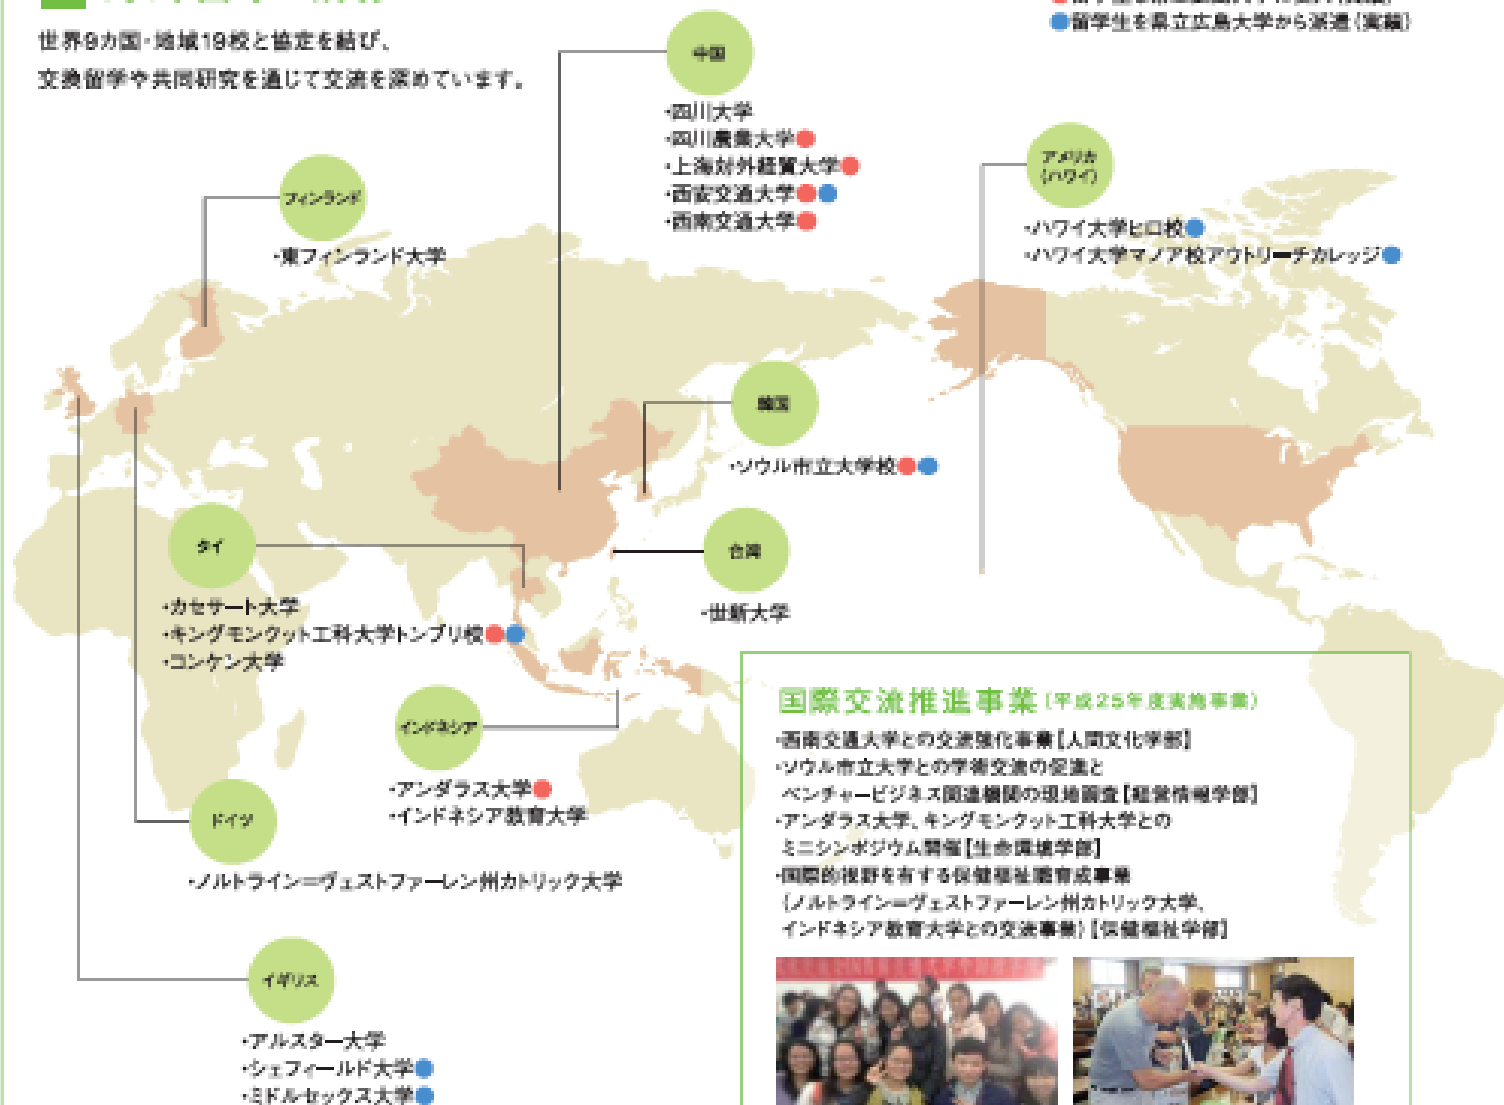 世界9カ国・地域19校と協定を結び、
交換留学や共同研究を通じて交流を深めています。
●留学生を県立広島大学から派遣(実績)
中国
・四川大学
・四川農業大学●
・上海対外経貿大学●
・西安交通大学●●
・西南交通大学●
アメリカ
(ハワイ)
・ハワイ大学ヒロ校●
・ハワイ大学マノア校アウトリーチカレッジ●
フィンランド
・東フィンランド大学
韓国
・ソウル市立大学校●●
台湾
・世新大学
タイ
・カセサート大学
・キングモンクット工科大学トンブリ校●●
・コンケン大学
インドネシア
・アンダラス大学●
・インドネシア教育大学
ドイツ
・ノルトライン=ヴェストファーレン州カトリック大学
イギリス
・アルスター大学
・シェフィールド大学●
・ミドルセックス大学●
国際交流推進事業(平成25年度実施事業)
・西南交通大学との交流強化事業【人間文化学部】
・ソウル市立大学との学術交流の促進と
ベンチャービジネス関連機関の現地調査【経営情報学部】
・アンダラス大学、キングモンクット工科大学との
ミニシンポジウム開催【生命環境学部】
・国際的視野を有する保健福祉職育成事業
(ノルトライン=ヴェストファーレン州カトリック大学、
インドネシア教育大学との交流事業)【保健福祉学部】